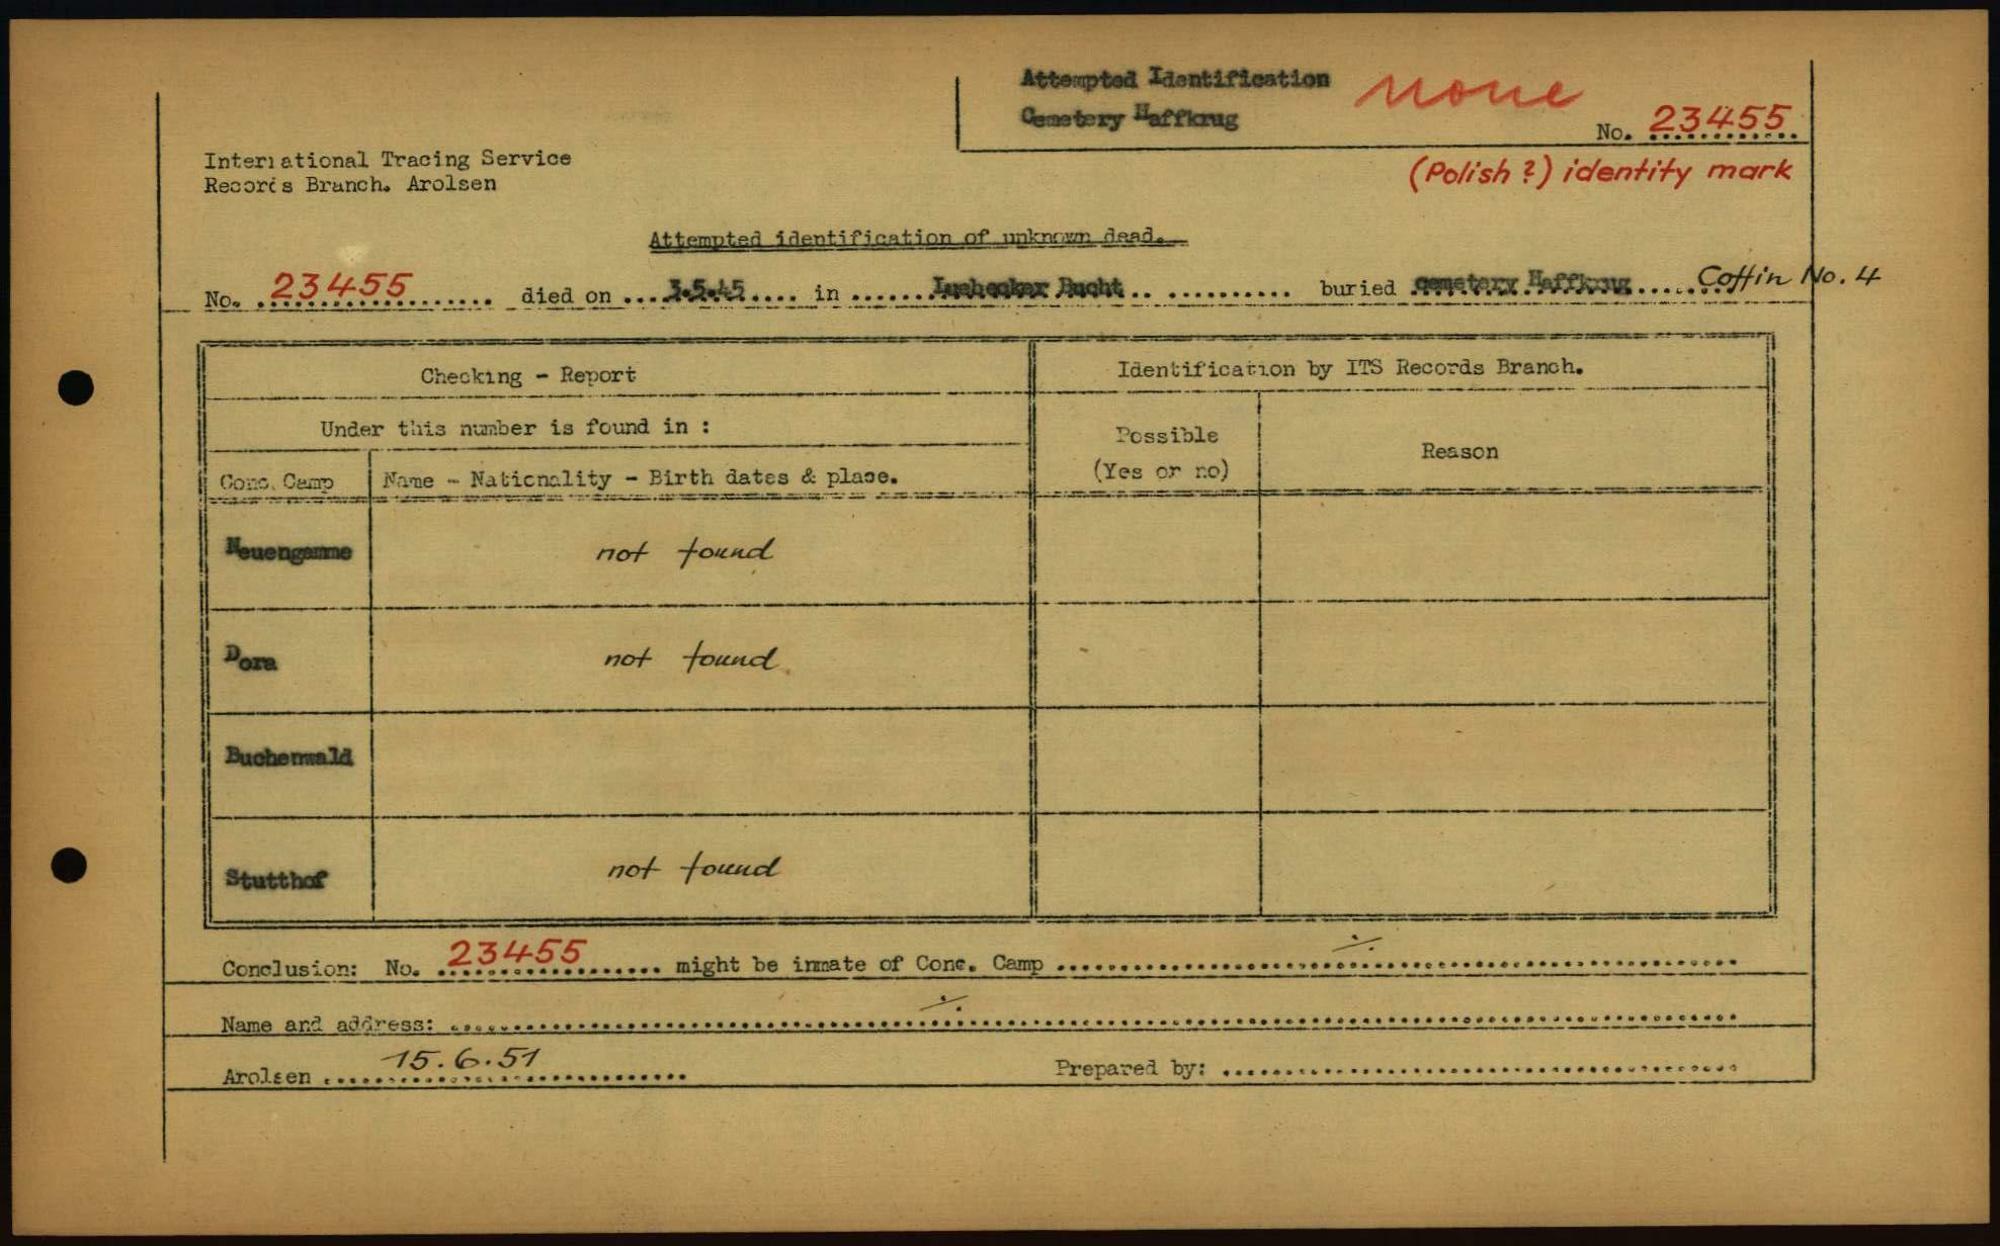 Attempted Identification
Cemetery Haffkrug
none
No. 23455
(Polish ?) identity mark
International Tracing Service
Records Branch. Arolsen
Attempted identification of unknown dead.
No. 23455 died on 3.5.45 in Luebecker Bucht buried cemetery Haffkrug Coffin No. 4
Checking - Report
Identification by ITS Records Branch.
Under this number is found in :
Possible
(Yes or no)
Reason
Conc. Camp
Name - Nationality - Birth dates & place.
Neuengamme
not found
Dora
not found
Buchenwald
Stutthof
not found
Conclusion: No. 23455 might be inmate of Conc. Camp ./.
Name and address: ./.
Arolsen 15.6.51
Prepared by: